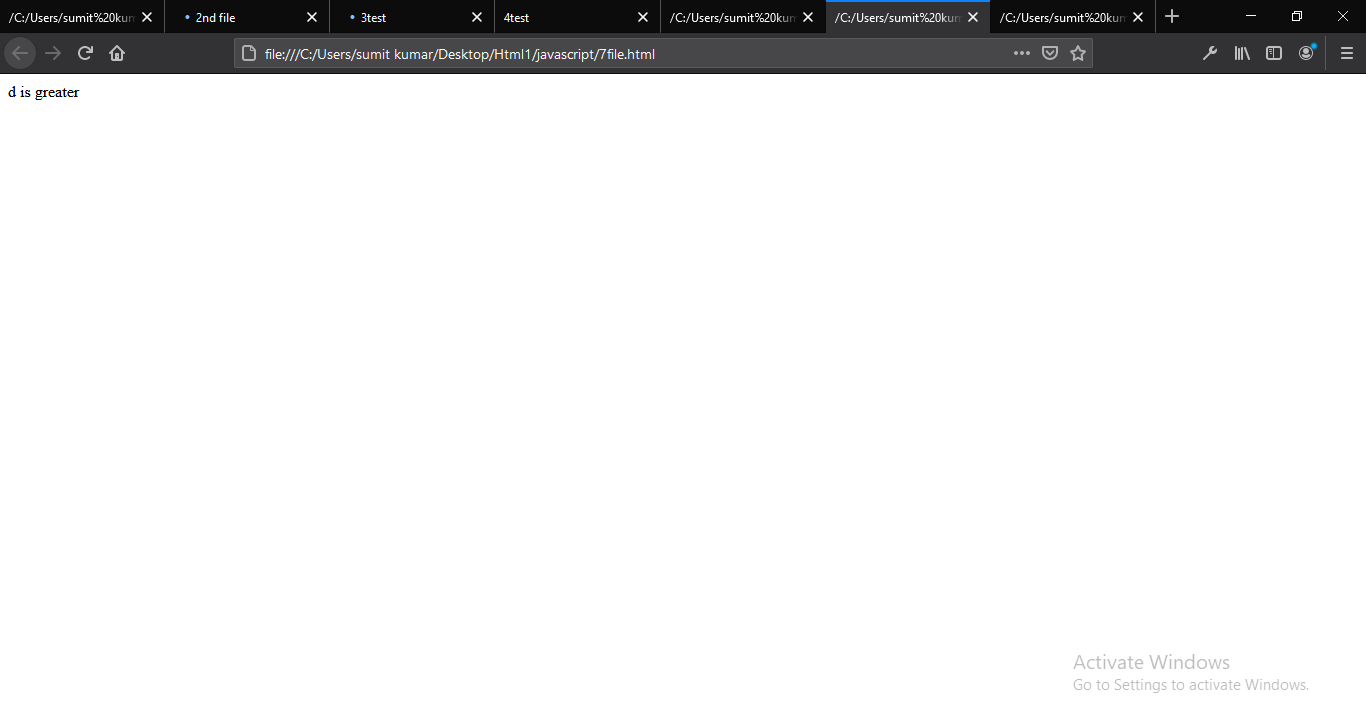 /C:/Users/sumit%20kum
2nd file
3test
4test
/C:/Users/sumit%20kum
/C:/Users/sumit%20kum
/C:/Users/sumit%20kum
file:///C:/Users/sumit kumar/Desktop/Html1/javascript/7file.html
d is greater
Activate Windows
Go to Settings to activate Windows.